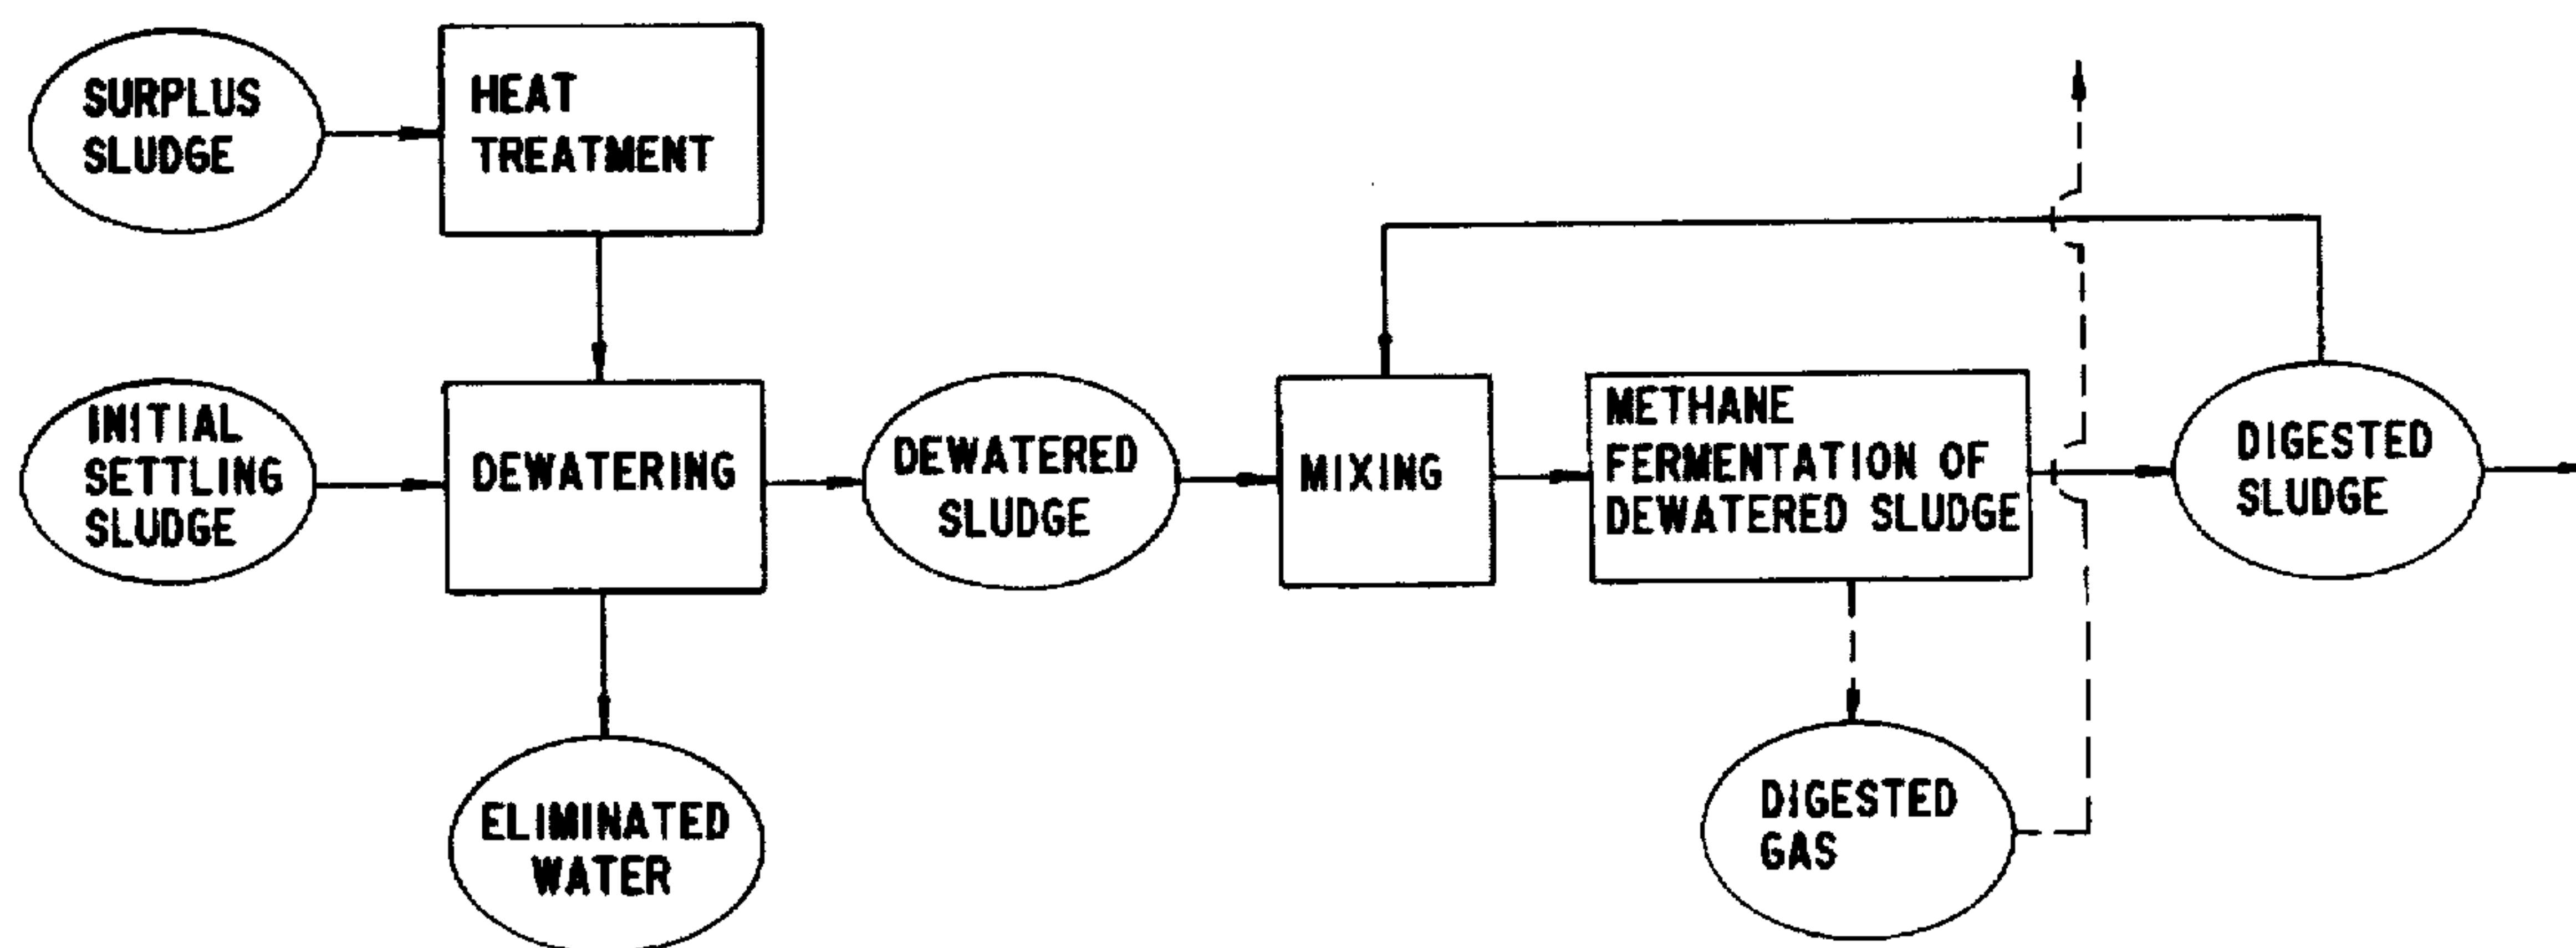 SURPLUS
SLUDGE
HEAT
TREATMENT
INITIAL
SETTLING
SLUDGE
DEWATERING
DEWATERED
SLUDGE
MIXING
METHANE
FERMENTATION OF
DEWATERED SLUDGE
DIGESTED
SLUDGE
ELIMINATED
WATER
DIGESTED
GAS